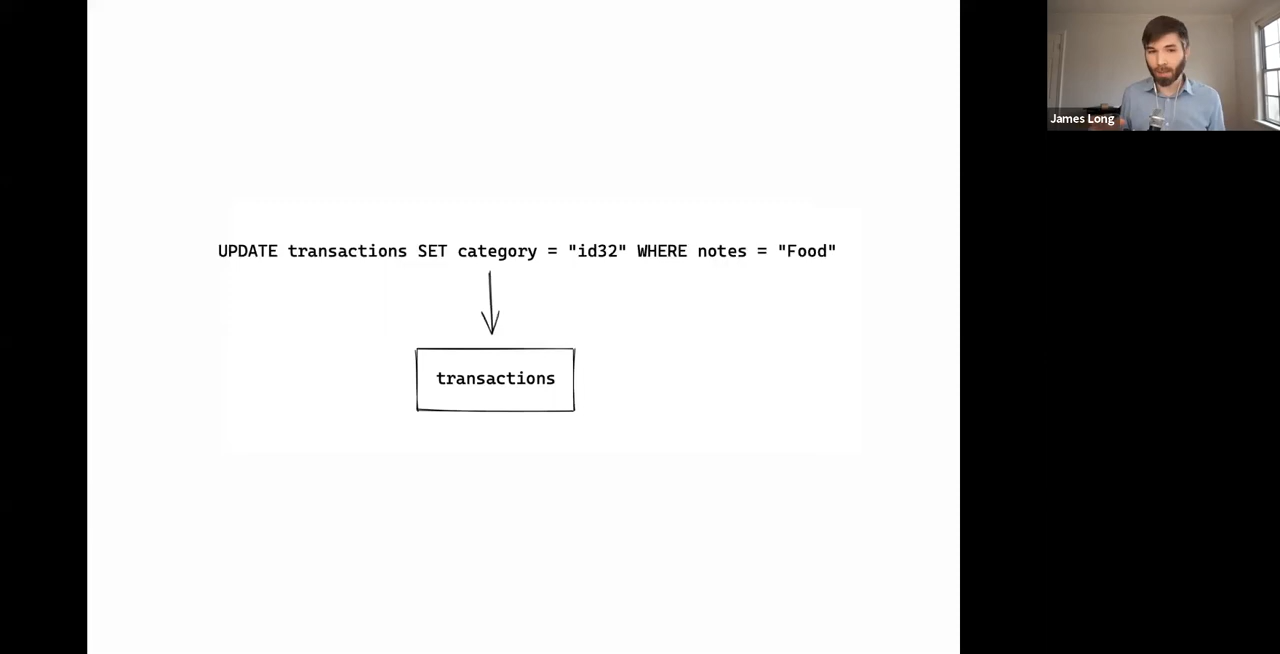 James Long
UPDATE transactions SET category = "id32" WHERE notes = "Food"
transactions